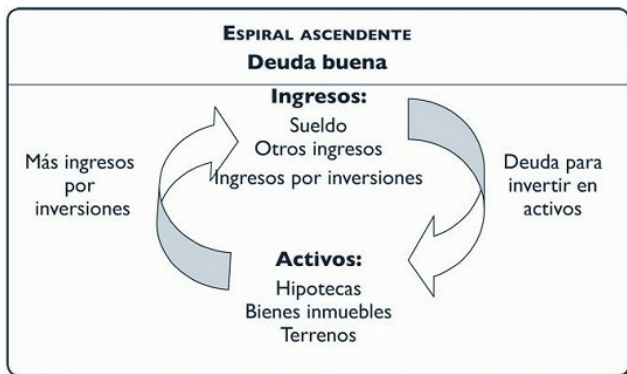 ESPIRAL ASCENDENTE
Deuda buena
Ingresos:
Sueldo
Otros ingresos
Ingresos por inversiones
Más ingresos
por
inversiones
Deuda para
invertir en
activos
Activos:
Hipotecas
Bienes inmuebles
Terrenos